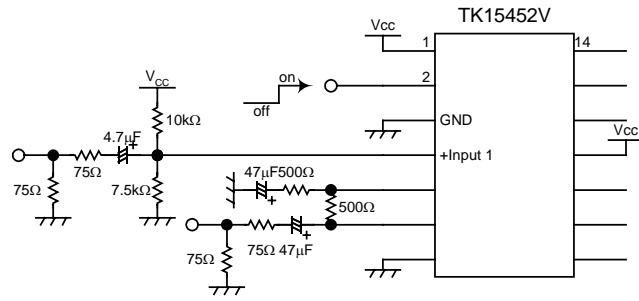 TK15452V
Vcc
1
14
on
2
off
VCC
GND
10kΩ
Vcc
4.7µF
+
+Input 1
75Ω
47µF500Ω
75Ω
7.5kΩ
+
500Ω
75Ω 47µF
+
75Ω